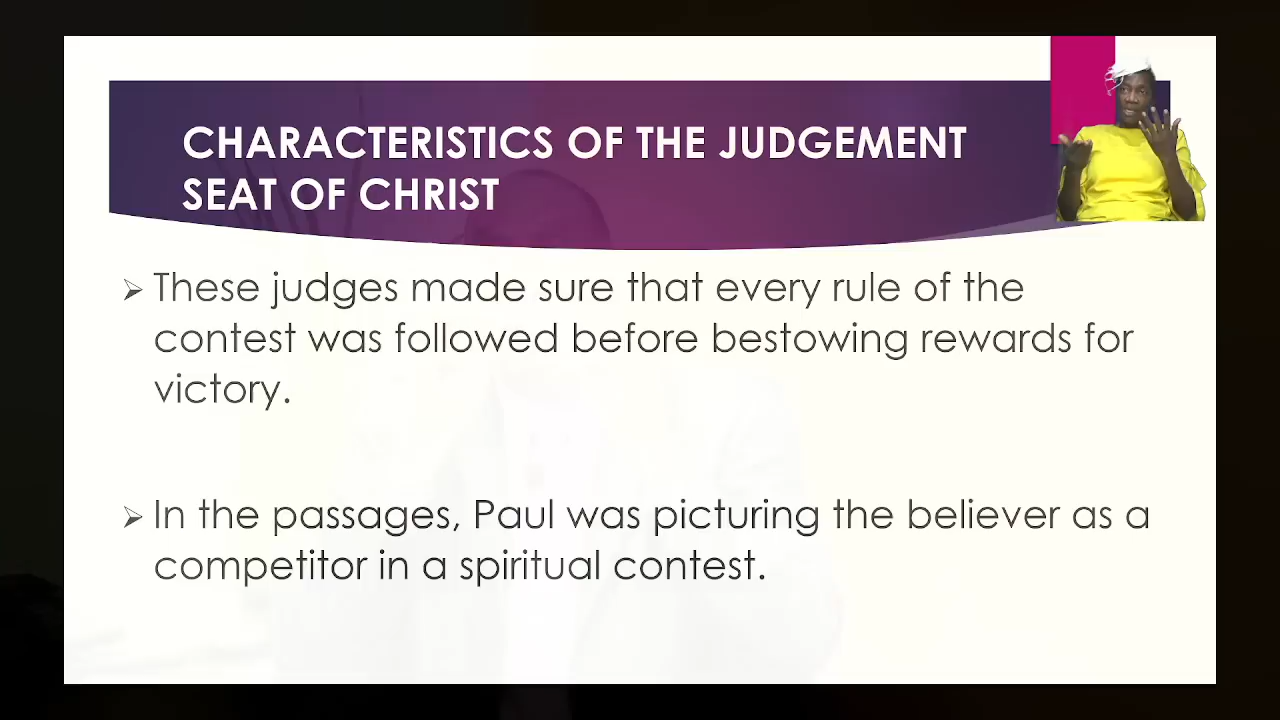 CHARACTERISTICS OF THE JUDGEMENT
SEAT OF CHRIST
These judges made sure that every rule of the
contest was followed before bestowing rewards for
victory.
In the passages, Paul was picturing the believer as a
competitor in a spiritual contest.